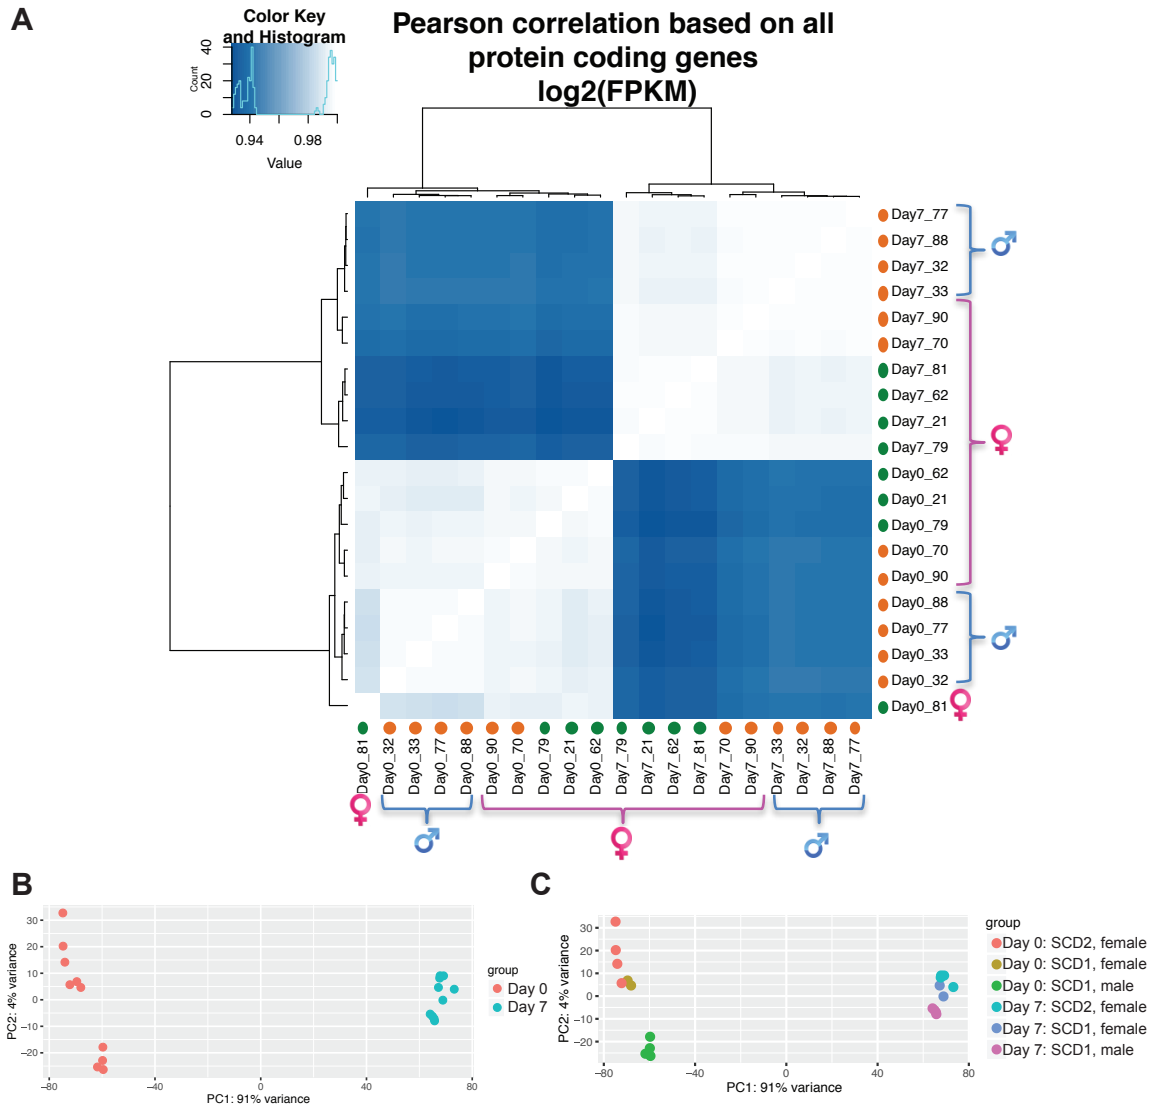 A
Color Key
and Histogram
Count
0
20
40
0.94
0.98
Value
Pearson correlation based on all
protein coding genes
log2(FPKM)
Day7_77
Day7_88
Day7_32
Day7_33
Day7_90
Day7_70
Day7_81
Day7_62
Day7_21
Day7_79
Day0_62
Day0_21
Day0_79
Day0_70
Day0_90
Day0_88
Day0_77
Day0_33
Day0_32
Day0_81
♂
♀
♂
♀
Day0_81
Day0_32
Day0_33
Day0_77
Day0_88
Day0_90
Day0_70
Day0_79
Day0_21
Day0_62
Day7_79
Day7_21
Day7_62
Day7_81
Day7_70
Day7_90
Day7_33
Day7_32
Day7_88
Day7_77
♀
♂
♀
♂
B
PC2: 4% variance
30
20
10
0
−10
−20
−80
−40
0
40
80
PC1: 91% variance
group
Day 0
Day 7
C
PC2: 4% variance
30
20
10
0
−10
−20
−80
−40
0
40
80
PC1: 91% variance
group
Day 0: SCD2, female
Day 0: SCD1, female
Day 0: SCD1, male
Day 7: SCD2, female
Day 7: SCD1, female
Day 7: SCD1, male